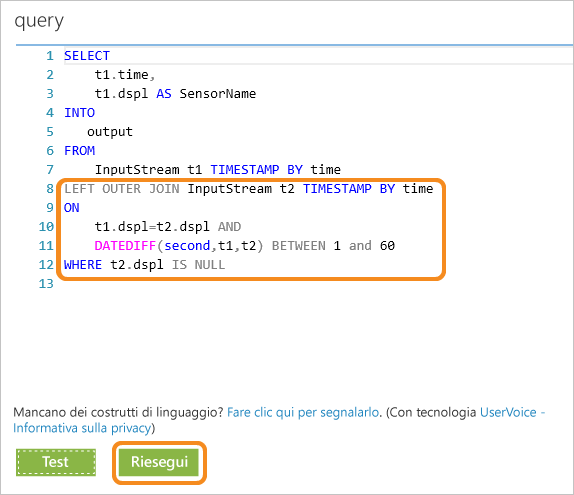 query
1 SELECT
2 t1.time,
3 t1.dspl AS SensorName
4 INTO
5 output
6 FROM
7 InputStream t1 TIMESTAMP BY time
8 LEFT OUTER JOIN InputStream t2 TIMESTAMP BY time
9 ON
10 t1.dspl=t2.dspl AND
11 DATEDIFF(second,t1,t2) BETWEEN 1 and 60
12 WHERE t2.dspl IS NULL
13
Mancano dei costrutti di linguaggio? Fare clic qui per segnalarlo. (Con tecnologia UserVoice -
Informativa sulla privacy)
Test Riesegui